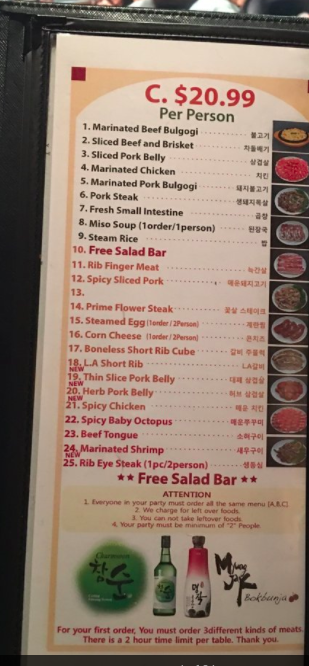 C. $20.99
Per Person
1. Marinated Beef Bulgogi 불고기
2. Sliced Beef and Brisket 차돌배기
3. Sliced Pork Belly 삼겹살
4. Marinated Chicken 치킨
5. Marinated Pork Bulgogi 돼지불고기
6. Pork Steak 생돼지목살
7. Fresh Small Intestine 곱창
8. Miso Soup (1order/1person) 된장국
9. Steam Rice 밥
10. Free Salad Bar
11. Rib Finger Meat 늑간살
12. Spicy Sliced Pork 매운돼지고기
13.
14. Prime Flower Steak 꽃살 스테이크
15. Steamed Egg (1order / 2Person) 계란찜
16. Corn Cheese (1order / 2Person) 콘치즈
17. Boneless Short Rib Cube 갈비 주물럭
18. L.A Short Rib LA갈비
NEW
19. Thin Slice Pork Belly 대패 삼겹살
NEW
20. Herb Pork Belly 허브 삼겹살
NEW
21. Spicy Chicken 매운 치킨
22. Spicy Baby Octopus 매운쭈꾸미
23. Beef Tongue 소혀구이
24. Marinated Shrimp 새우구이
NEW
25. Rib Eye Steak (1pc/2person) 생등심
★★ Free Salad Bar ★★
ATTENTION
1. Everyone in your party must order all the same menu (A,B,C)
2. We charge for left over foods.
3. You can not take leftover foods.
4. Your party must be minimum of "2" People.
Chamsoon
참순
Bokbunja
For your first order, You must order 3different kinds of meats.
There is a 2 hour time limit per table. Thank you.